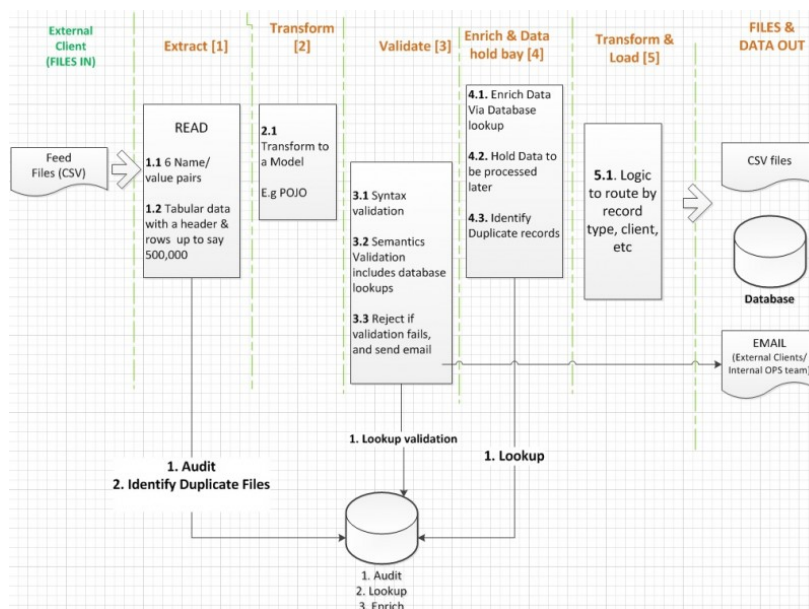 External
Client
(FILES IN)
Extract [1]
Transform
[2]
Validate [3]
Enrich & Data
hold bay [4]
Transform &
Load [5]
FILES &
DATA OUT
Feed
Files (CSV)
READ
1.1 6 Name/
value pairs
1.2 Tabular data
with a header &
rows up to say
500,000
2.1
Transform to
a Model
E.g POJO
3.1 Syntax
validation
3.2 Semantics
Validation
includes database
lookups
3.3 Reject if
validation fails,
and send email
4.1. Enrich Data
Via Database
lookup
4.2. Hold Data to
be processed
later
4.3. Identify
Duplicate records
5.1. Logic
to route by
record
type, client,
etc
CSV files
Database
EMAIL
(External Clients/
Internal OPS team)
1. Audit
2. Identify Duplicate Files
1. Lookup validation
1. Lookup
1. Audit
2. Lookup
3. Enrich